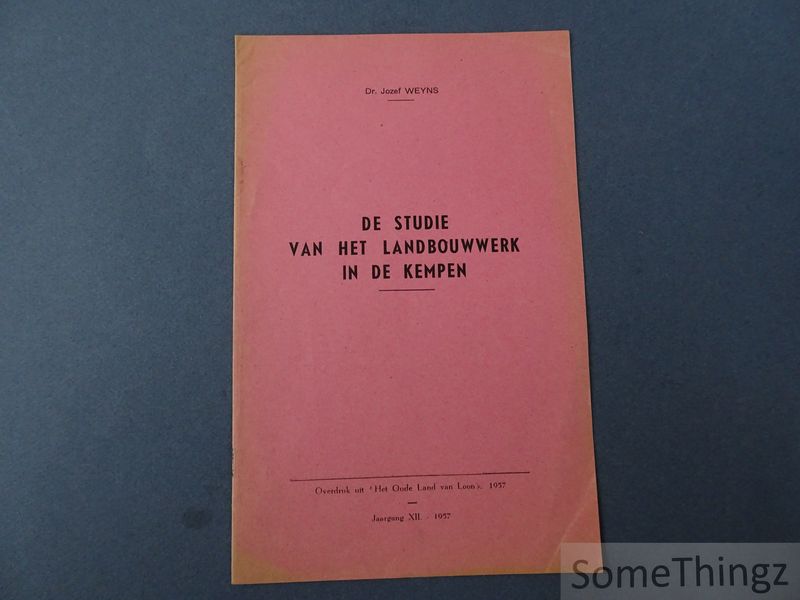 Dr. Jozef WEYNS
DE STUDIE
VAN HET LANDBOUWWERK
IN DE KEMPEN
Overdruk uit « Het Oude Land van Loon ». 1957
Jaargang XII. - 1957
SomeThingz